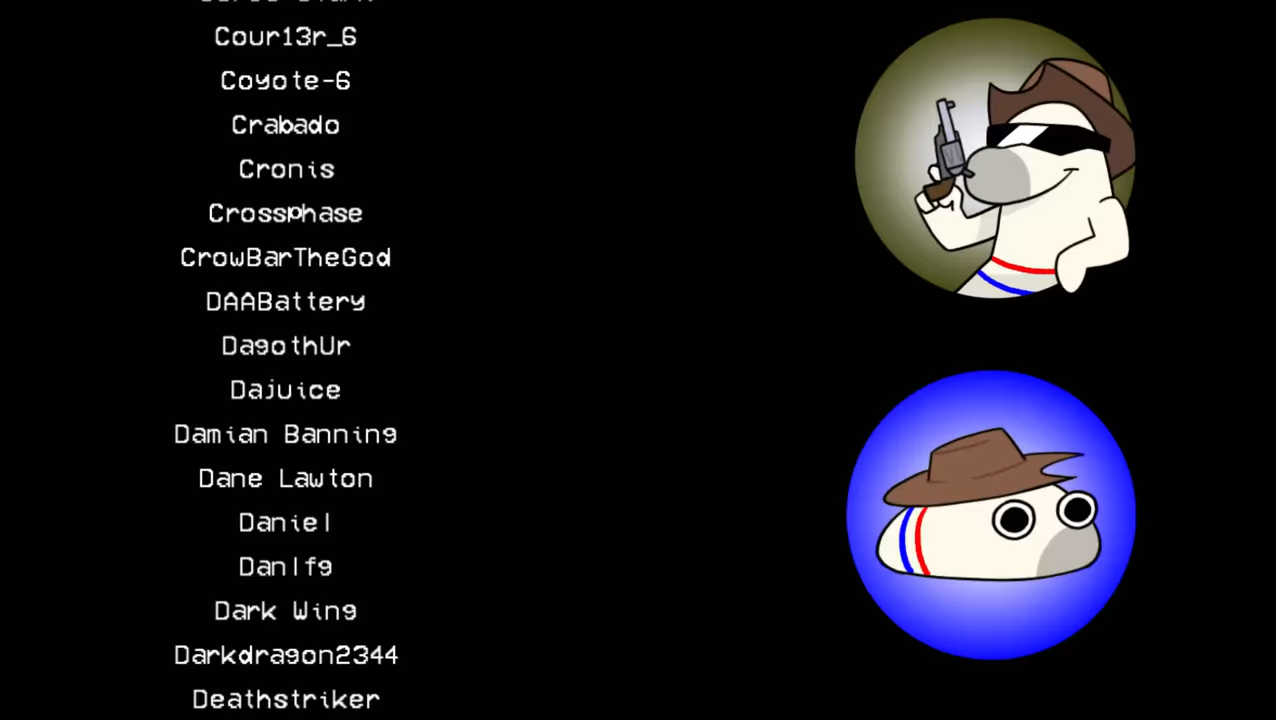 Cour13r_6
Coyote-6
Crabado
Cronis
Crossphase
CrowBarTheGod
DAABattery
DagothUr
Dajuice
Damian Banning
Dane Lawton
Daniel
Danlfg
Dark Wing
Darkdragon2344
Deathstriker